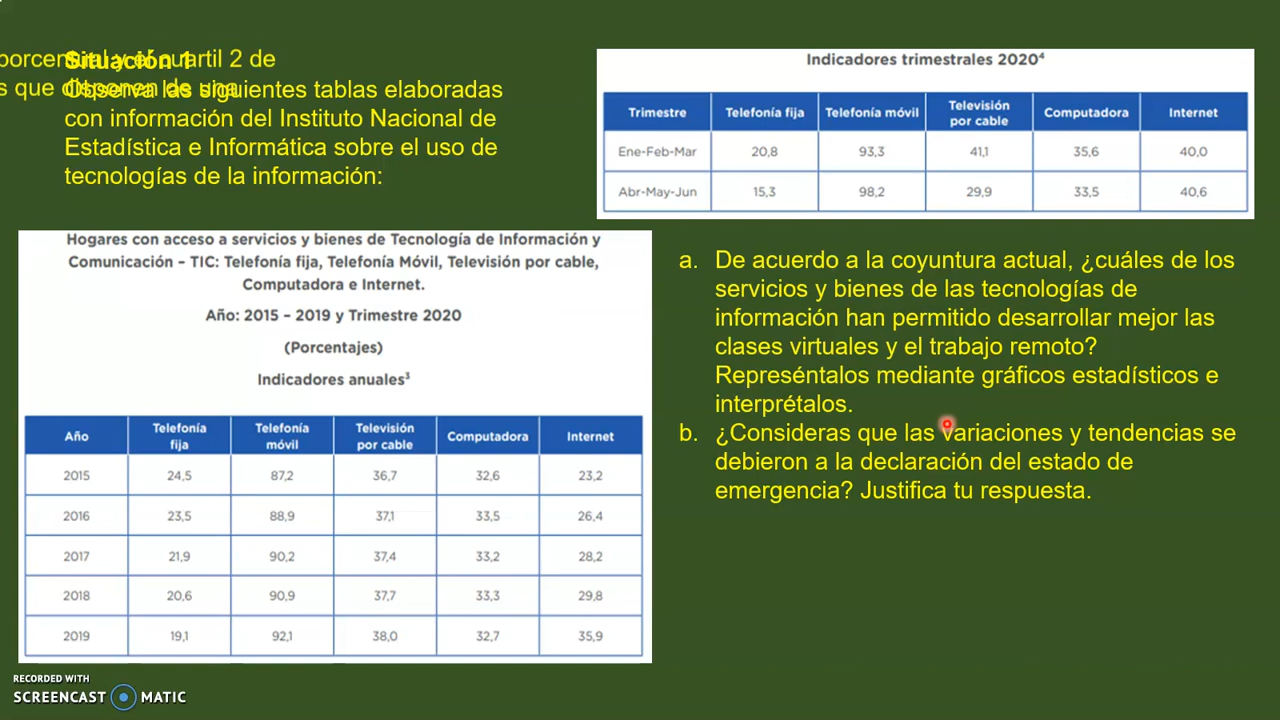 porcentual y el cuartil 2 de
s que disponen de una
Situación 1
Observa las siguientes tablas elaboradas
con información del Instituto Nacional de
Estadística e Informática sobre el uso de
tecnologías de la información:
Indicadores trimestrales 2020⁴
Trimestre Telefonía fija Telefonía móvil Televisión por cable Computadora Internet
Ene-Feb-Mar 20,8 93,3 41,1 35,6 40,0
Abr-May-Jun 15,3 98,2 29,9 33,5 40,6
Hogares con acceso a servicios y bienes de Tecnología de Información y
Comunicación – TIC: Telefonía fija, Telefonía Móvil, Televisión por cable,
Computadora e Internet.
Año: 2015 – 2019 y Trimestre 2020
(Porcentajes)
Indicadores anuales³
Año Telefonía fija Telefonía móvil Televisión por cable Computadora Internet
2015 24,5 87,2 36,7 32,6 23,2
2016 23,5 88,9 37,1 33,5 26,4
2017 21,9 90,2 37,4 33,2 28,2
2018 20,6 90,9 37,7 33,3 29,8
2019 19,1 92,1 38,0 32,7 35,9
a. De acuerdo a la coyuntura actual, ¿cuáles de los
servicios y bienes de las tecnologías de
información han permitido desarrollar mejor las
clases virtuales y el trabajo remoto?
Represéntalos mediante gráficos estadísticos e
interprétalos.
b. ¿Consideras que las variaciones y tendencias se
debieron a la declaración del estado de
emergencia? Justifica tu respuesta.
RECORDED WITH
SCREENCAST MATIC